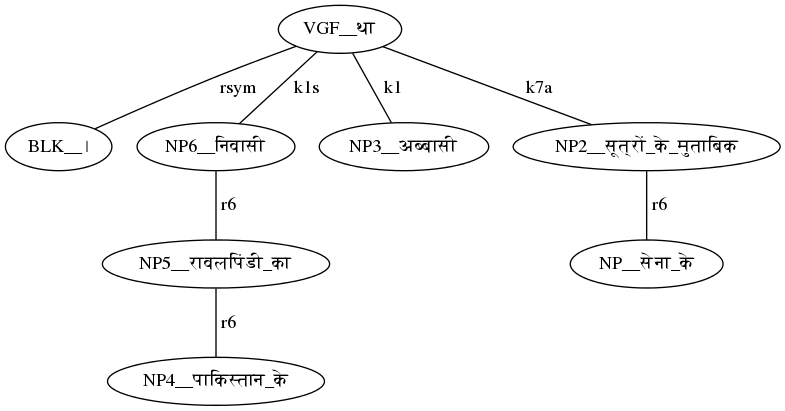 VGF__था
rsym k1s k1 k7a
BLK__। NP6__निवासी NP3__अब्बासी NP2__सूत्रों_के_मुताबिक
r6 r6
NP5__रावलपिंडी_का NP__सेना_के
r6
NP4__पाकिस्तान_के